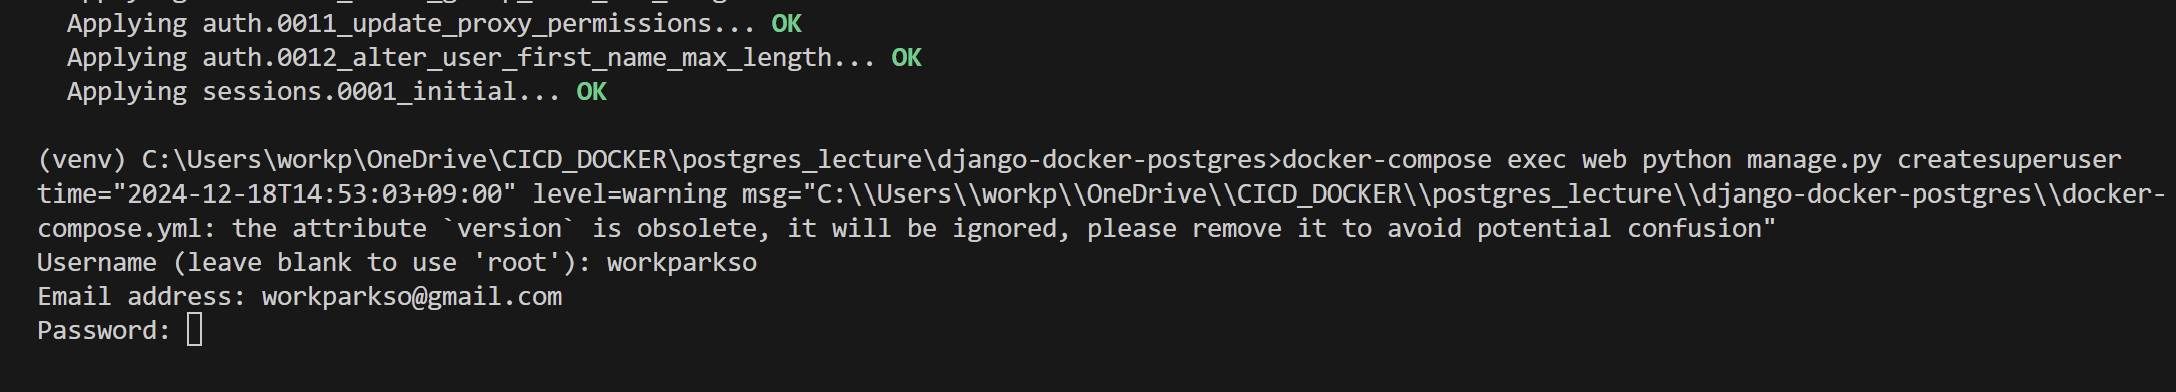 Applying auth.0011_update_proxy_permissions... OK
Applying auth.0012_alter_user_first_name_max_length... OK
Applying sessions.0001_initial... OK
(venv) C:\Users\workp\OneDrive\CICD_DOCKER\postgres_lecture\django-docker-postgres>docker-compose exec web python manage.py createsuperuser
time="2024-12-18T14:53:03+09:00" level=warning msg="C:\\Users\\workp\\OneDrive\\CICD_DOCKER\\postgres_lecture\\django-docker-postgres\\docker-
compose.yml: the attribute `version` is obsolete, it will be ignored, please remove it to avoid potential confusion"
Username (leave blank to use 'root'): workparkso
Email address: workparkso@gmail.com
Password: